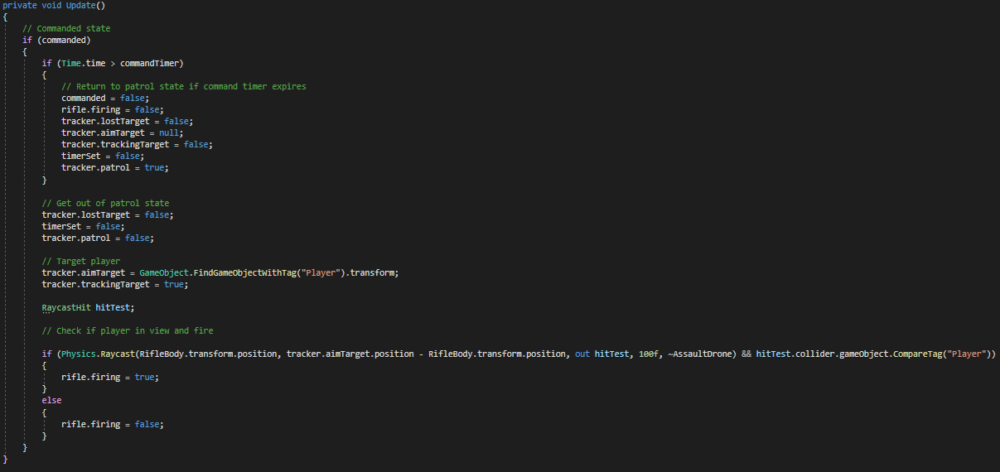 private void Update()
{
// Commanded state
if (commanded)
{
if (Time.time > commandTimer)
{
// Return to patrol state if command timer expires
commanded = false;
rifle.firing = false;
tracker.lostTarget = false;
tracker.aimTarget = null;
tracker.trackingTarget = false;
timerSet = false;
tracker.patrol = true;
}
// Get out of patrol state
tracker.lostTarget = false;
timerSet = false;
tracker.patrol = false;
// Target player
tracker.aimTarget = GameObject.FindGameObjectWithTag("Player").transform;
tracker.trackingTarget = true;
RaycastHit hitTest;
// Check if player in view and fire
if (Physics.Raycast(RifleBody.transform.position, tracker.aimTarget.position - RifleBody.transform.position, out hitTest, 100f, ~AssaultDrone) && hitTest.collider.gameObject.CompareTag("Player"))
{
rifle.firing = true;
}
else
{
rifle.firing = false;
}
}
}